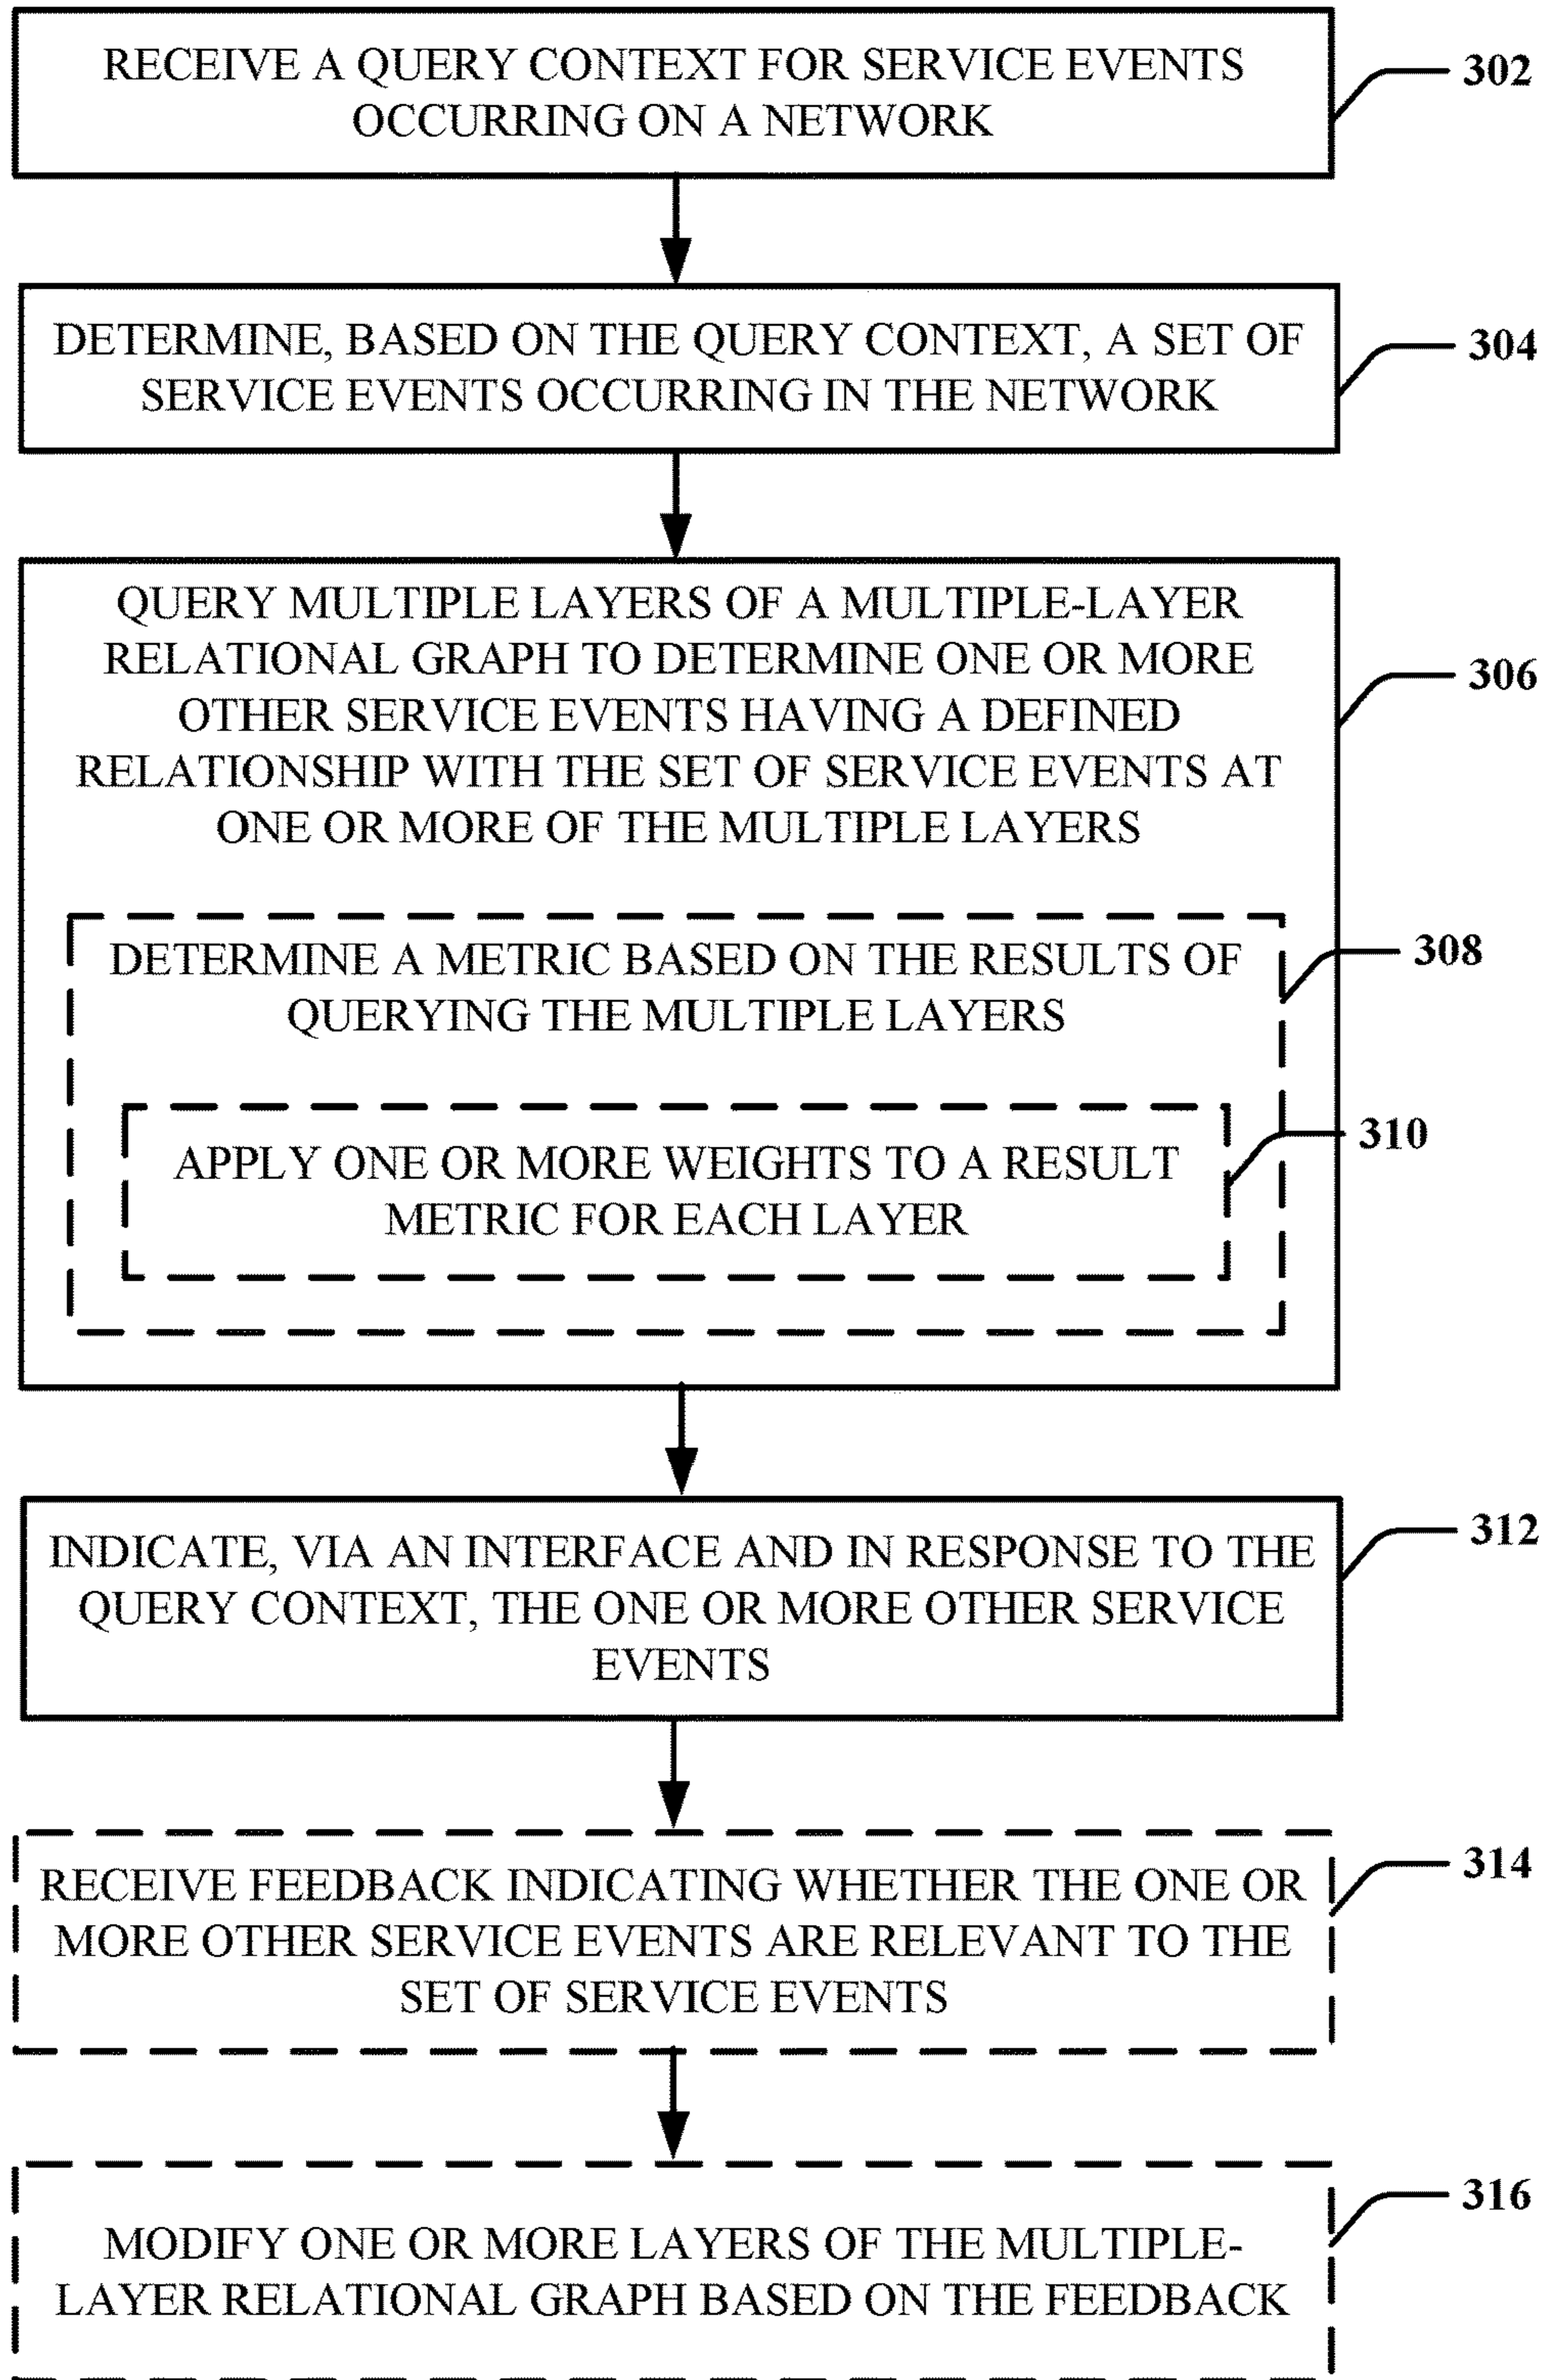 RECEIVE A QUERY CONTEXT FOR SERVICE EVENTS
OCCURRING ON A NETWORK
302
DETERMINE, BASED ON THE QUERY CONTEXT, A SET OF
SERVICE EVENTS OCCURRING IN THE NETWORK
304
QUERY MULTIPLE LAYERS OF A MULTIPLE-LAYER
RELATIONAL GRAPH TO DETERMINE ONE OR MORE
OTHER SERVICE EVENTS HAVING A DEFINED
RELATIONSHIP WITH THE SET OF SERVICE EVENTS AT
ONE OR MORE OF THE MULTIPLE LAYERS
306
DETERMINE A METRIC BASED ON THE RESULTS OF
QUERYING THE MULTIPLE LAYERS
308
APPLY ONE OR MORE WEIGHTS TO A RESULT
METRIC FOR EACH LAYER
310
INDICATE, VIA AN INTERFACE AND IN RESPONSE TO THE
QUERY CONTEXT, THE ONE OR MORE OTHER SERVICE
EVENTS
312
RECEIVE FEEDBACK INDICATING WHETHER THE ONE OR
MORE OTHER SERVICE EVENTS ARE RELEVANT TO THE
SET OF SERVICE EVENTS
314
MODIFY ONE OR MORE LAYERS OF THE MULTIPLE-
LAYER RELATIONAL GRAPH BASED ON THE FEEDBACK
316